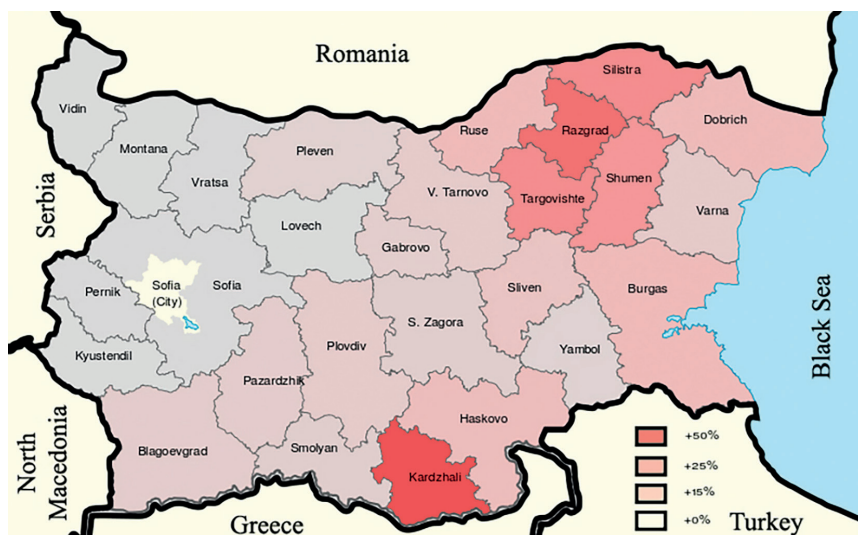 Romania
Silistra
Vidin
Razgrad
Dobrich
Ruse
Montana
Pleven
Vratsa
Shumen
V. Tarnovo
Targovishte
Varna
Serbia
Lovech
Gabrovo
Sofia
(City)
Sofia
Pernik
Sliven
Burgas
S. Zagora
Black Sea
Plovdiv
Yambol
Kyustendil
Pazardzhik
Haskovo
North
Macedonia
Blagoevgrad
Smolyan
Kardzhali
+50%
+25%
+15%
+0%
Greece
Turkey